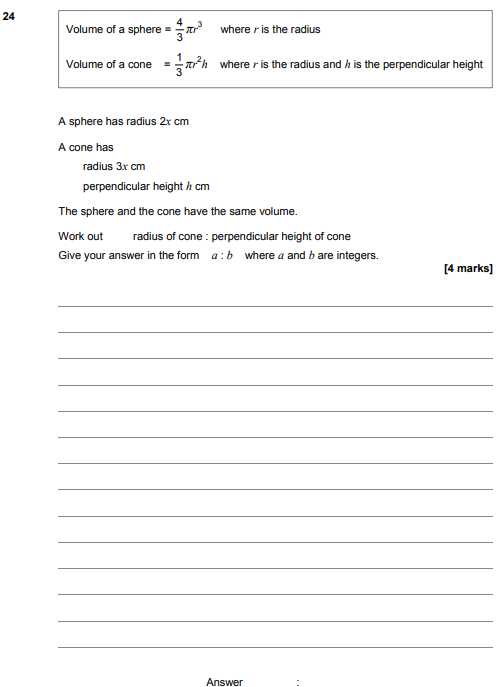 24
Volume of a sphere = 4/3 πr³ where r is the radius
Volume of a cone = 1/3 πr²h where r is the radius and h is the perpendicular height
A sphere has radius 2x cm
A cone has
radius 3x cm
perpendicular height h cm
The sphere and the cone have the same volume.
Work out radius of cone : perpendicular height of cone
Give your answer in the form a : b where a and b are integers.
[4 marks]
Answer :